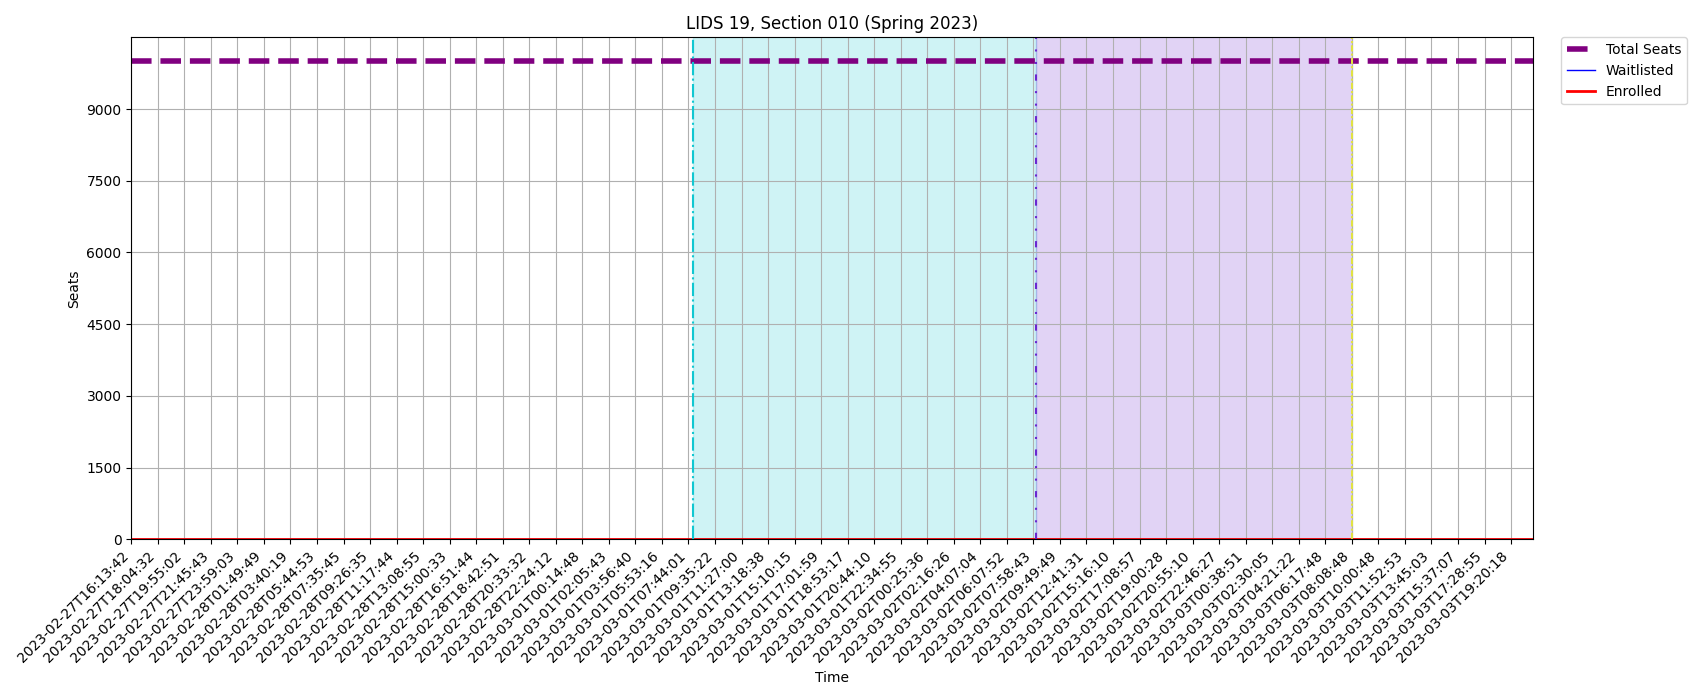 LIDS 19, Section 010 (Spring 2023)
Total Seats
Waitlisted
Enrolled
9000
7500
6000
4500
3000
1500
0
Seats
2023-02-27T16:13:42
2023-02-27T18:04:32
2023-02-27T19:55:02
2023-02-27T21:45:43
2023-02-27T23:59:03
2023-02-28T01:49:49
2023-02-28T03:40:19
2023-02-28T05:44:53
2023-02-28T07:35:45
2023-02-28T09:26:35
2023-02-28T11:17:44
2023-02-28T13:08:55
2023-02-28T15:00:33
2023-02-28T16:51:44
2023-02-28T18:42:51
2023-02-28T20:33:32
2023-02-28T22:24:12
2023-03-01T00:14:48
2023-03-01T02:05:43
2023-03-01T03:56:40
2023-03-01T05:53:16
2023-03-01T07:44:01
2023-03-01T09:35:22
2023-03-01T11:27:00
2023-03-01T13:18:38
2023-03-01T15:10:15
2023-03-01T17:01:59
2023-03-01T18:53:17
2023-03-01T20:44:10
2023-03-01T22:34:55
2023-03-02T00:25:36
2023-03-02T02:16:26
2023-03-02T04:07:04
2023-03-02T06:07:52
2023-03-02T07:58:43
2023-03-02T09:49:49
2023-03-02T12:41:31
2023-03-02T15:16:10
2023-03-02T17:08:57
2023-03-02T19:00:28
2023-03-02T20:55:10
2023-03-02T22:46:27
2023-03-03T00:38:51
2023-03-03T02:30:05
2023-03-03T04:21:22
2023-03-03T06:17:48
2023-03-03T08:08:48
2023-03-03T10:00:48
2023-03-03T11:52:53
2023-03-03T13:45:03
2023-03-03T15:37:07
2023-03-03T17:28:55
2023-03-03T19:20:18
Time